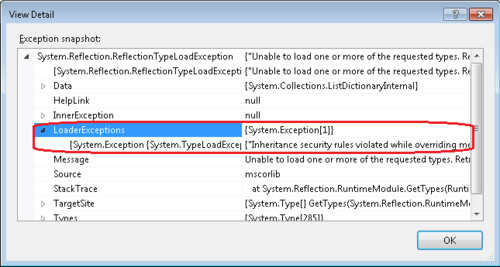 View Detail
Exception snapshot:
System.Reflection.ReflectionTypeLoadException {"Unable to load one or more of the requested types. Ret
[System.Reflection.ReflectionTypeLoadExceptic {"Unable to load one or more of the requested types. Ret
Data {System.Collections.ListDictionaryInternal}
HelpLink null
InnerException null
LoaderExceptions {System.Exception[1]}
[System.Exception {System.TypeLoadExcep {"Inheritance security rules violated while overriding me
Message Unable to load one or more of the requested types. Retr
Source mscorlib
StackTrace at System.Reflection.RuntimeModule.GetTypes(Runti
TargetSite {System.Type[] GetTypes(System.Reflection.RuntimeM
Types {System.Type[285]}
OK